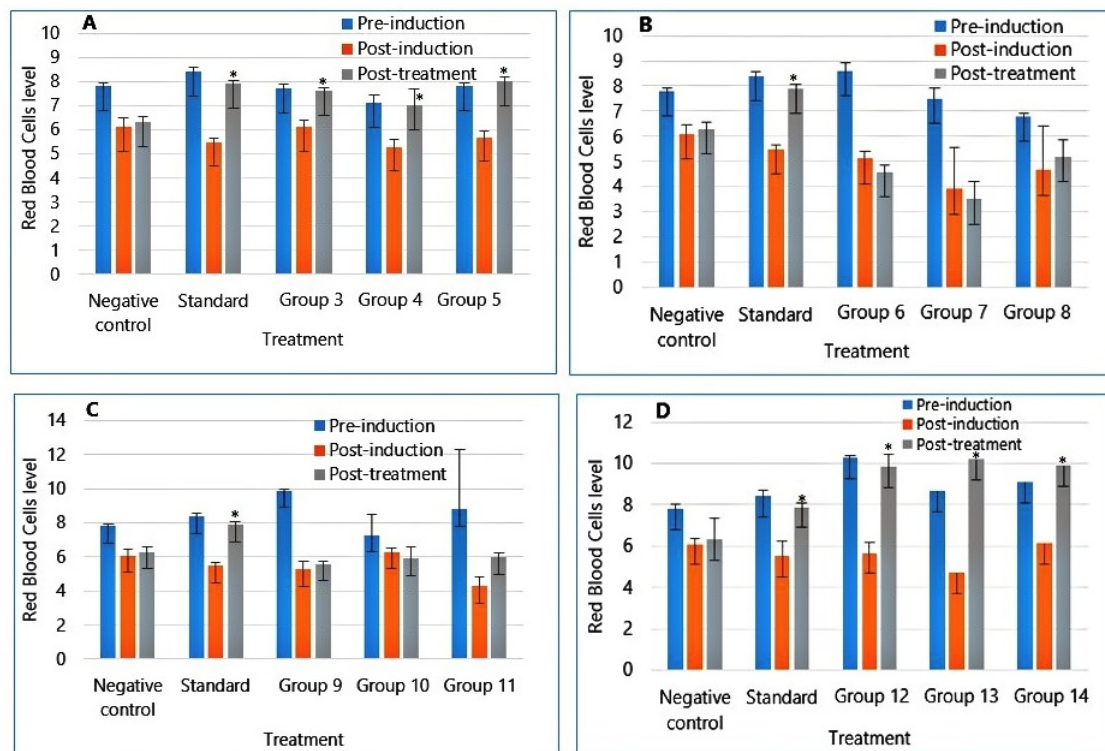 A
Pre-induction
Post-induction
Post-treatment
Red Blood Cells level
10
9
8
7
6
5
4
3
2
1
0
* * * *
Negative control Standard Group 3 Group 4 Group 5
Treatment
B
Pre-induction
Post-induction
Post-treatment
Red Blood Cells level
10
9
8
7
6
5
4
3
2
1
0
*
Negative control Standard Group 6 Group 7 Group 8
Treatment
C
Pre-induction
Post-induction
Post-treatment
Red Blood Cells level
14
12
10
8
6
4
2
0
*
Negative control Standard Group 9 Group 10 Group 11
Treatment
D
Pre-induction
Post-induction
Post-treatment
Red Blood Cells level
12
10
8
6
4
2
0
* * * *
Negative control Standard Group 12 Group 13 Group 14
Treatment